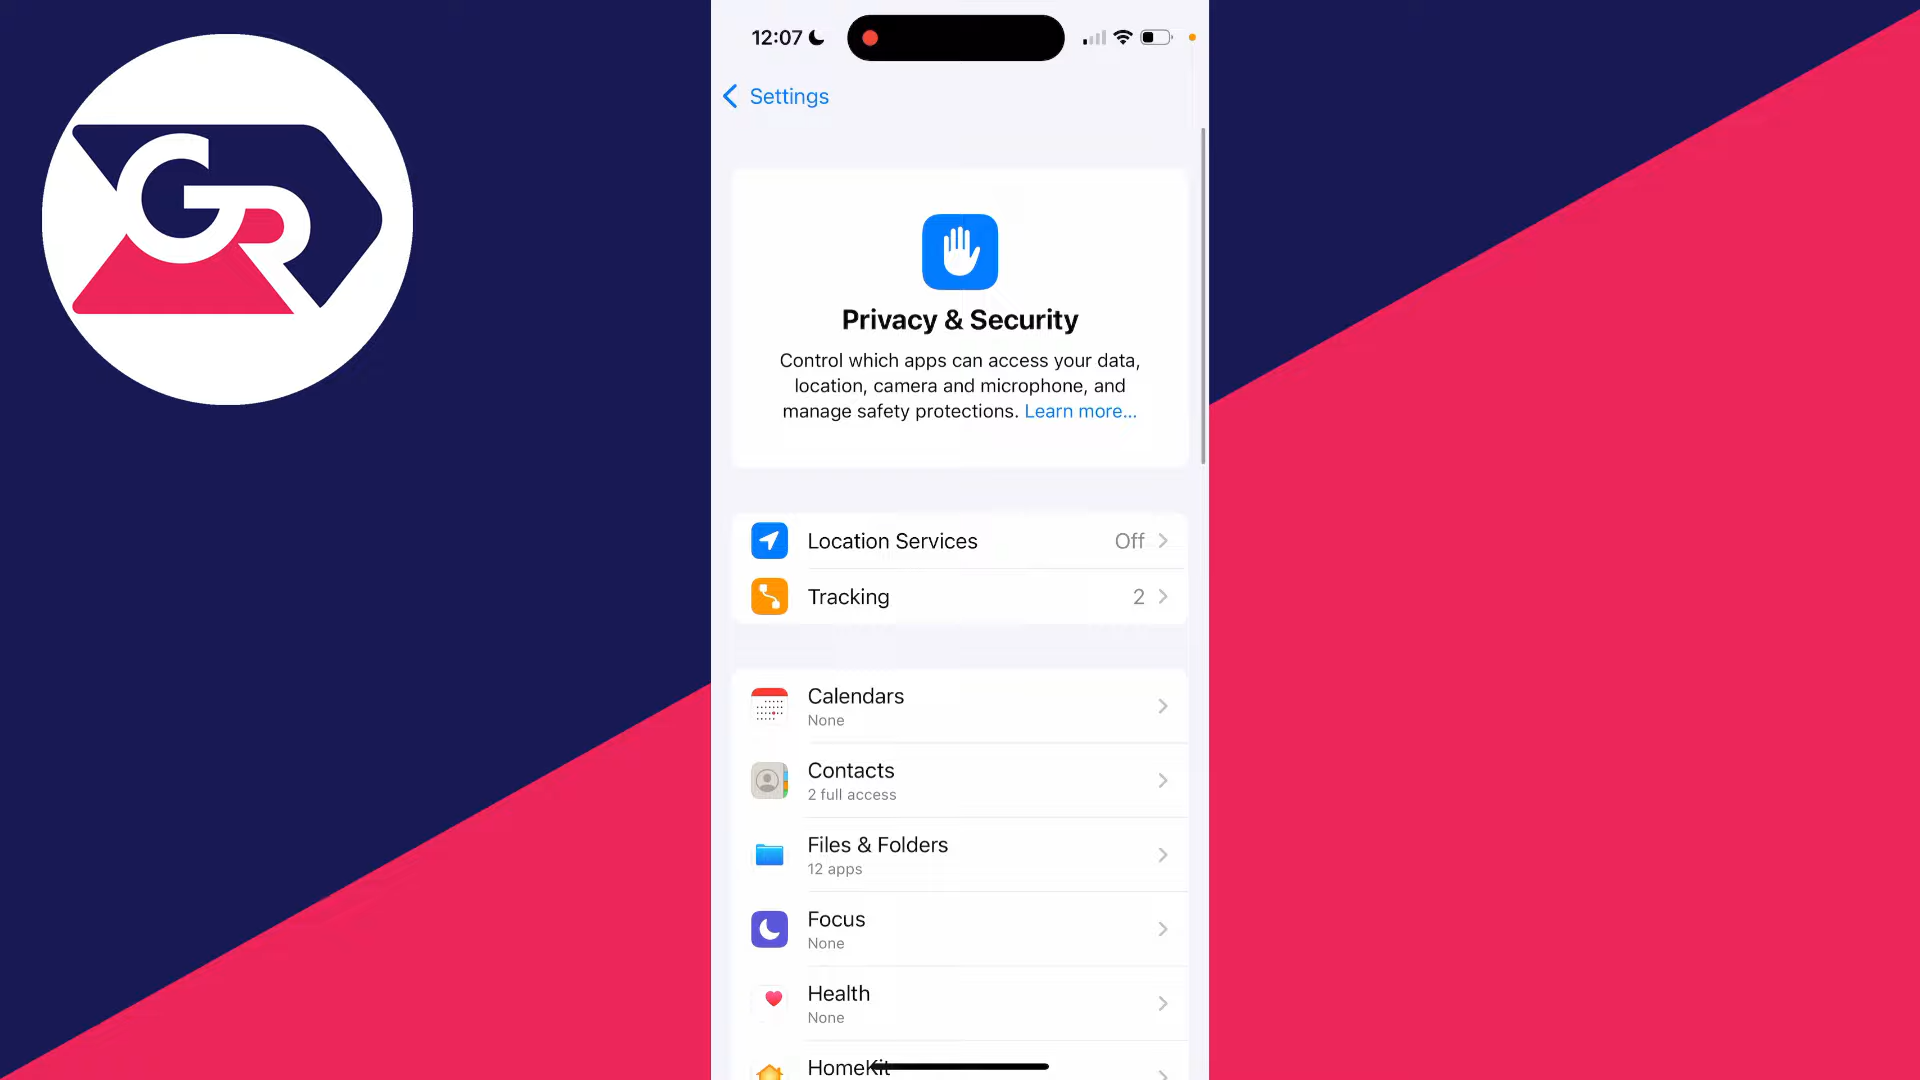 GR
12:07
Settings
Privacy & Security
Control which apps can access your data,
location, camera and microphone, and
manage safety protections. Learn more...
Location Services Off
Tracking 2
Calendars
None
Contacts
2 full access
Files & Folders
12 apps
Focus
None
Health
None
HomeKit